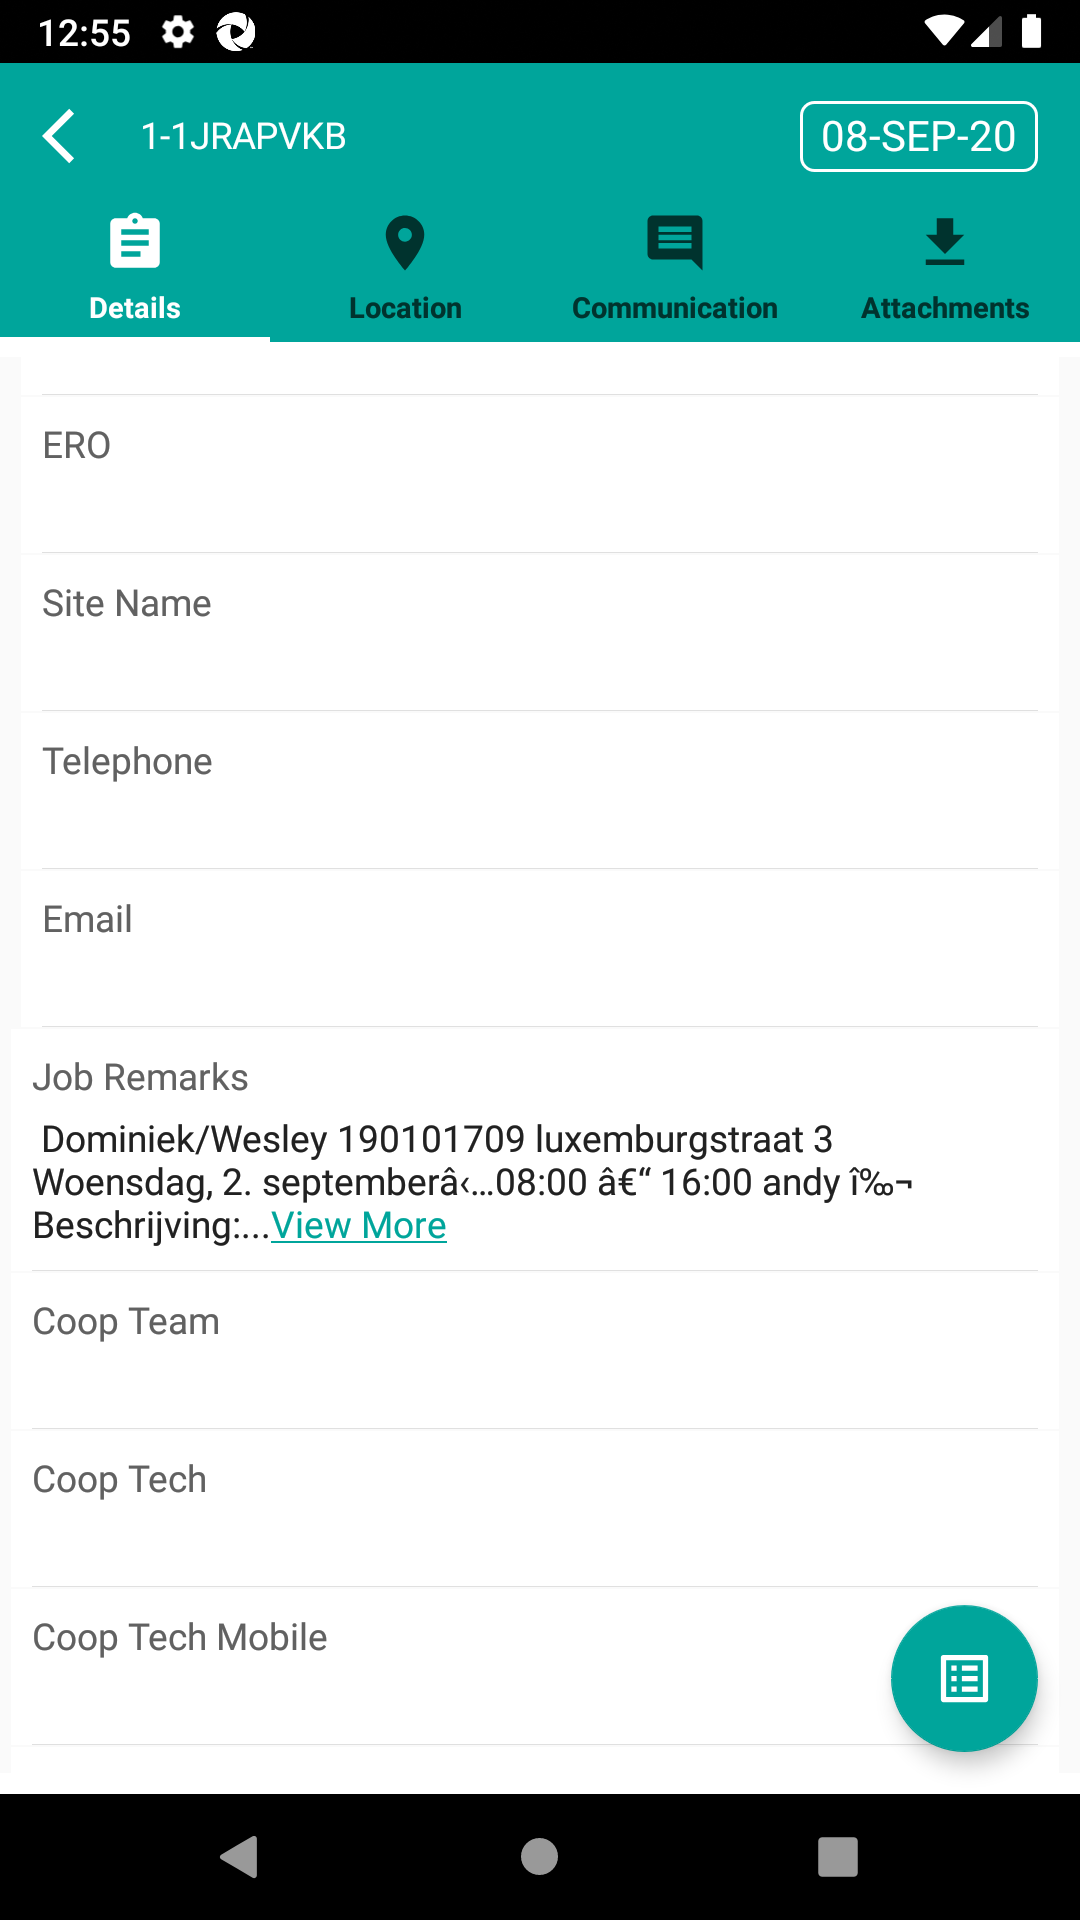 12:55
1-1JRAPVKB
08-SEP-20
Details
Location
Communication
Attachments
ERO
Site Name
Telephone
Email
Job Remarks
Dominiek/Wesley 190101709 luxemburgstraat 3
Woensdag, 2. septemberâ‹…08:00 â€“ 16:00 andy î‰¬
Beschrijving:...View More
Coop Team
Coop Tech
Coop Tech Mobile